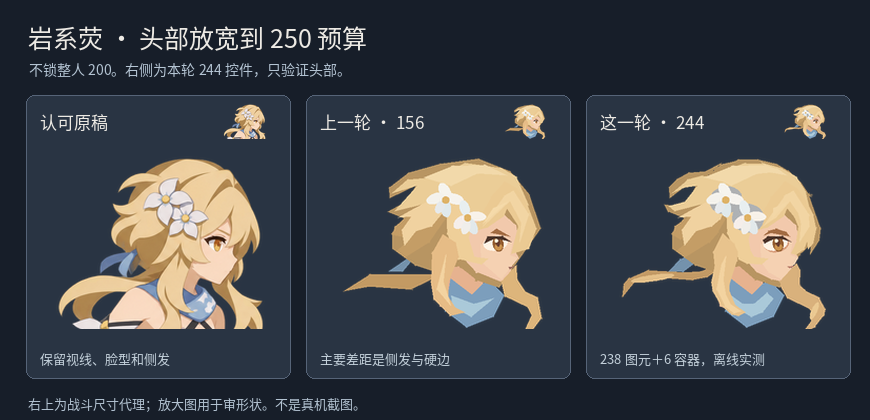 岩系荧 · 头部放宽到 250 预算
不锁整人 200。右侧为本轮 244 控件，只验证头部。
认可原稿
上一轮 · 156
这一轮 · 244
保留视线、脸型和侧发
主要差距是侧发与硬边
238 图元＋6 容器，离线实测
右上为战斗尺寸代理；放大图用于审形状。不是真机截图。